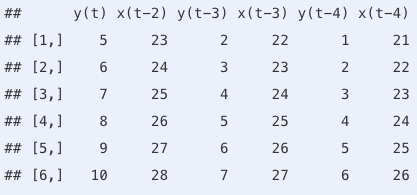 ##      y(t) x(t-2) y(t-3) x(t-3) y(t-4) x(t-4)
## [1,]    5     23      2     22      1     21
## [2,]    6     24      3     23      2     22
## [3,]    7     25      4     24      3     23
## [4,]    8     26      5     25      4     24
## [5,]    9     27      6     26      5     25
## [6,]   10     28      7     27      6     26